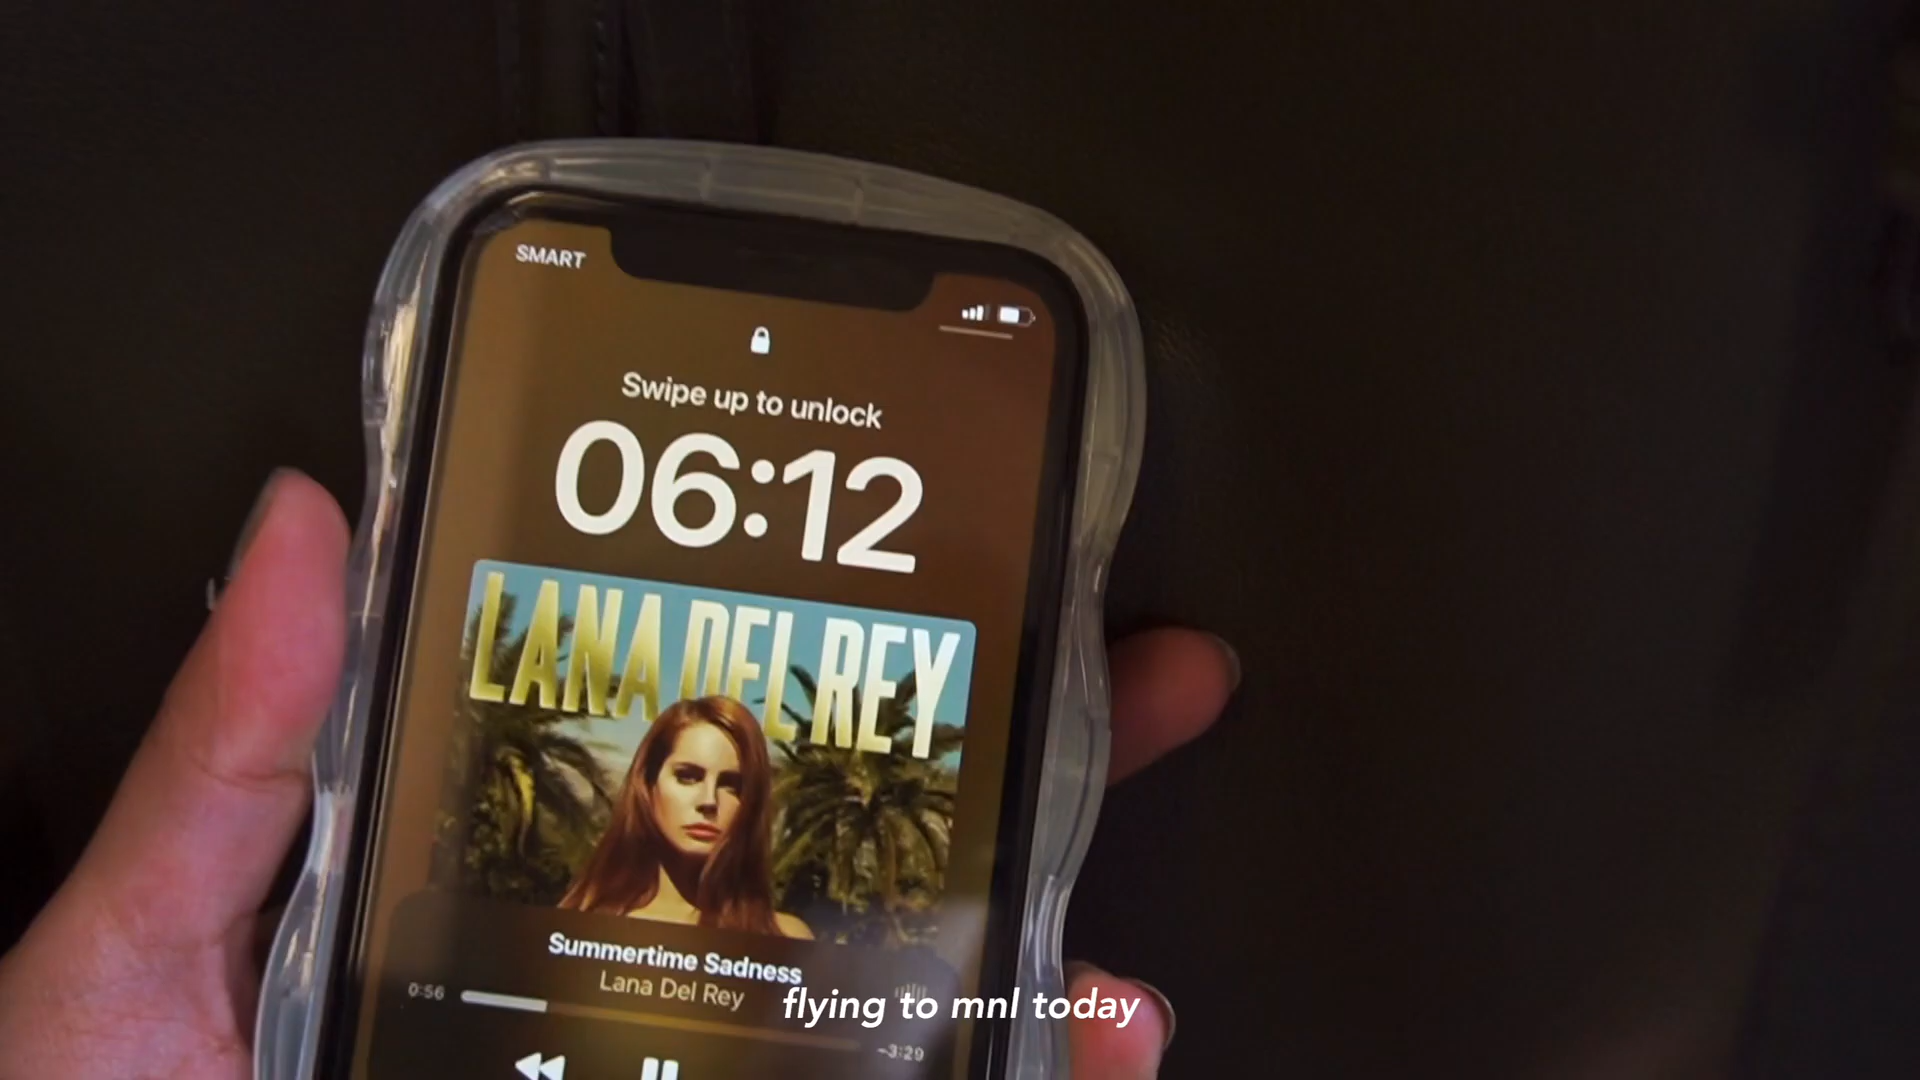 SMART
Swipe up to unlock
06:12
LANA DEL REY
Summertime Sadness
Lana Del Rey
0:56
-3:29
flying to mnl today